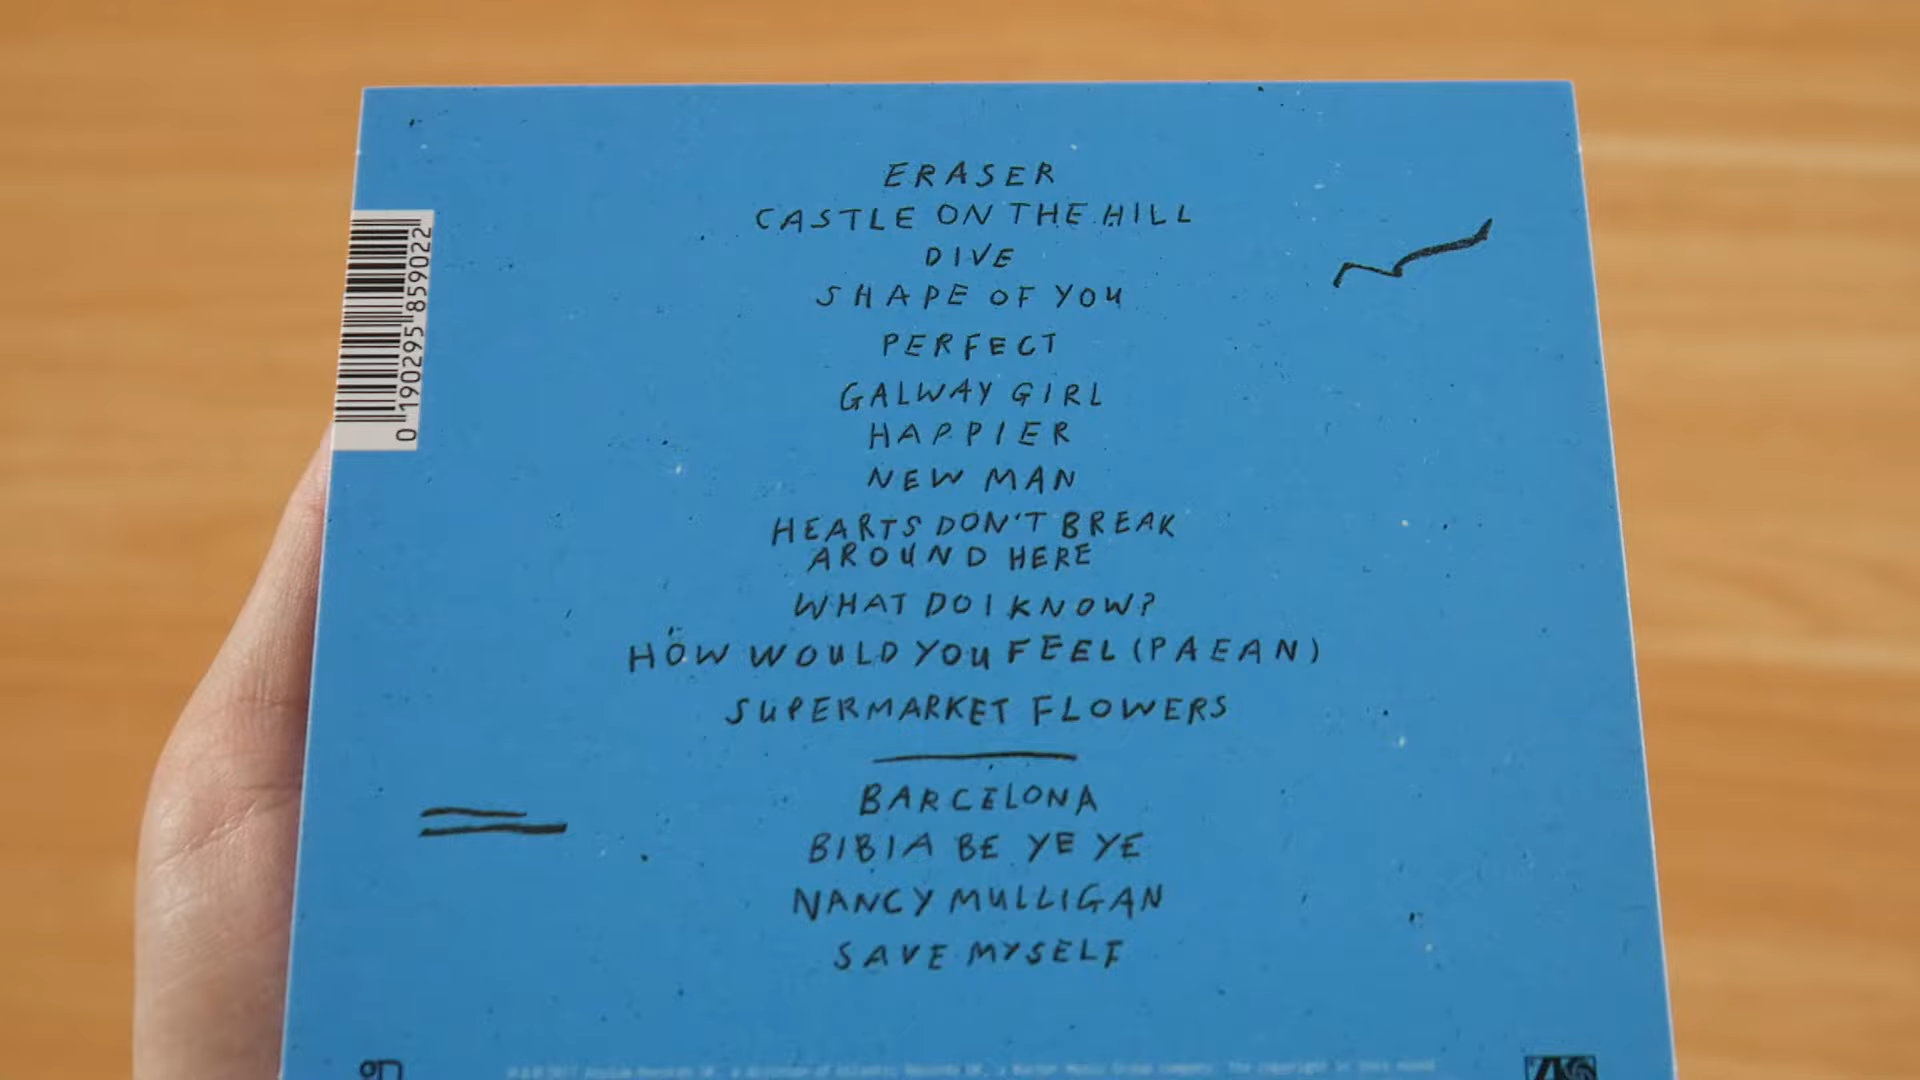 ERASER
CASTLE ON THE HILL
DIVE
SHAPE OF YOU
PERFECT
GALWAY GIRL
HAPPIER
NEW MAN
HEARTS DON'T BREAK
AROUND HERE
WHAT DO I KNOW?
HOW WOULD YOU FEEL (PAEAN)
SUPERMARKET FLOWERS
BARCELONA
BIBIA BE YE YE
NANCY MULLIGAN
SAVE MYSELF
0 190295 859022